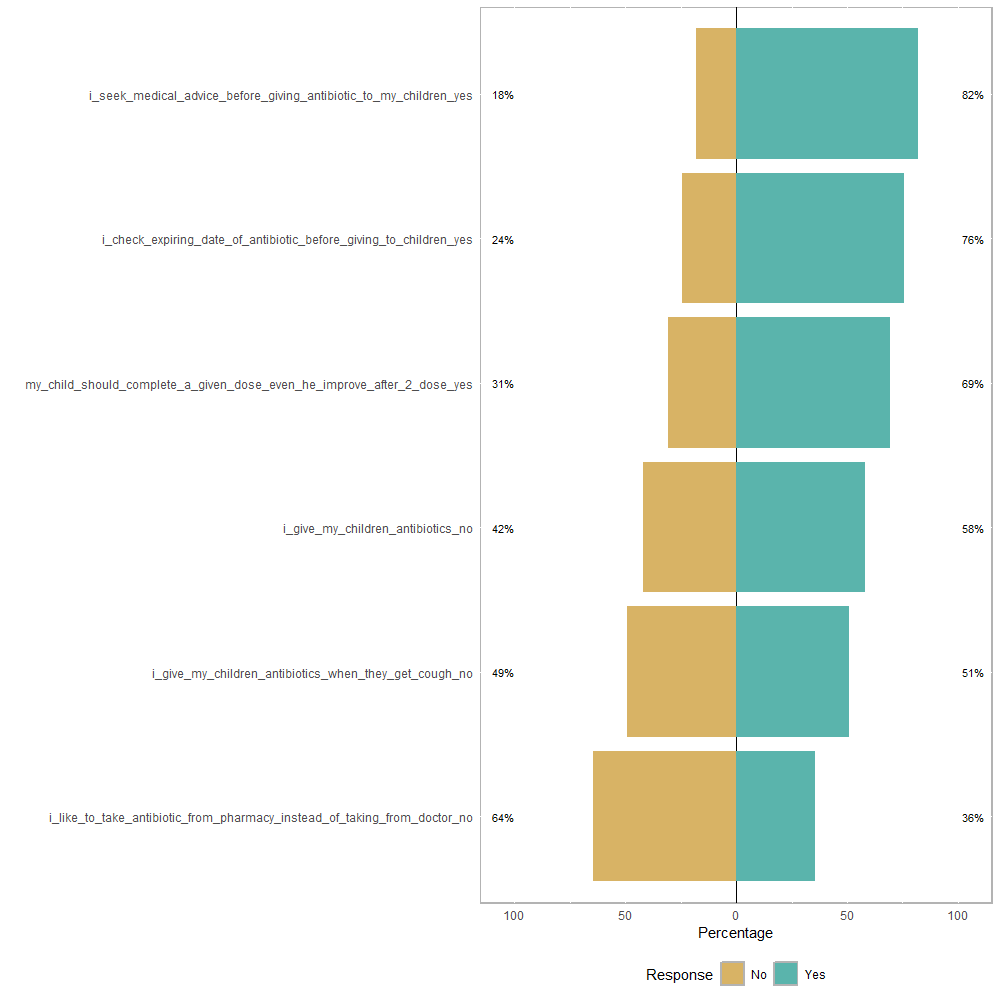 i_seek_medical_advice_before_giving_antibiotic_to_my_children_yes 18% 82%
i_check_expiring_date_of_antibiotic_before_giving_to_children_yes 24% 76%
my_child_should_complete_a_given_dose_even_he_improve_after_2_dose_yes 31% 69%
i_give_my_children_antibiotics_no 42% 58%
i_give_my_children_antibiotics_when_they_get_cough_no 49% 51%
i_like_to_take_antibiotic_from_pharmacy_instead_of_taking_from_doctor_no 64% 36%
100 50 0 50 100
Percentage
Response No Yes